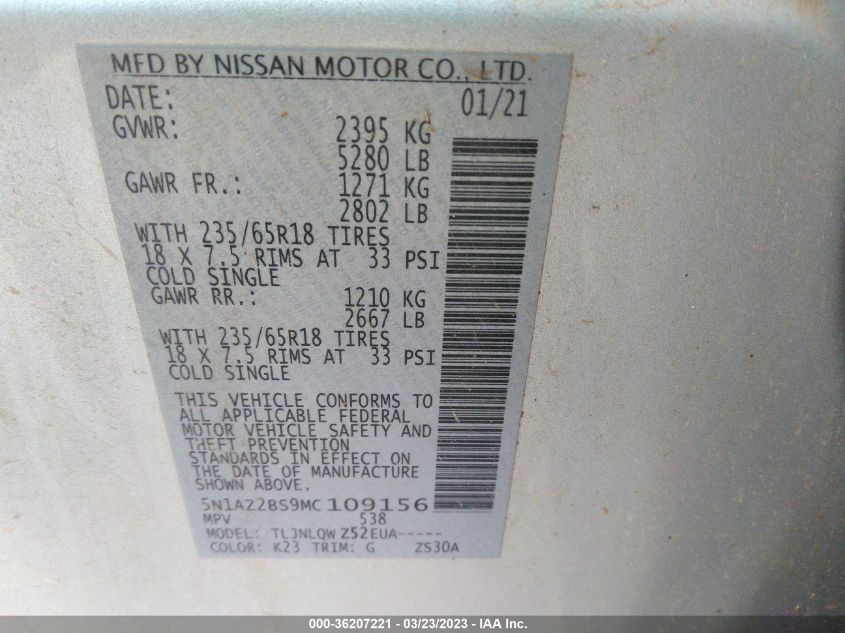 MFD BY NISSAN MOTOR CO., LTD.
DATE: 01/21
GVWR: 2395 KG
5280 LB
GAWR FR.: 1271 KG
2802 LB
WITH 235/65R18 TIRES
18 X 7.5 RIMS AT 33 PSI
COLD SINGLE
GAWR RR.: 1210 KG
2667 LB
WITH 235/65R18 TIRES
18 X 7.5 RIMS AT 33 PSI
COLD SINGLE
THIS VEHICLE CONFORMS TO
ALL APPLICABLE FEDERAL
MOTOR VEHICLE SAFETY AND
THEFT PREVENTION
STANDARDS IN EFFECT ON
THE DATE OF MANUFACTURE
SHOWN ABOVE.
5N1AZ2BS9MC109156
MPV 538
MODEL: TLJNLQW Z52EUA-----
COLOR: K23 TRIM: G ZS30A
000-36207221 - 03/23/2023 - IAA Inc.